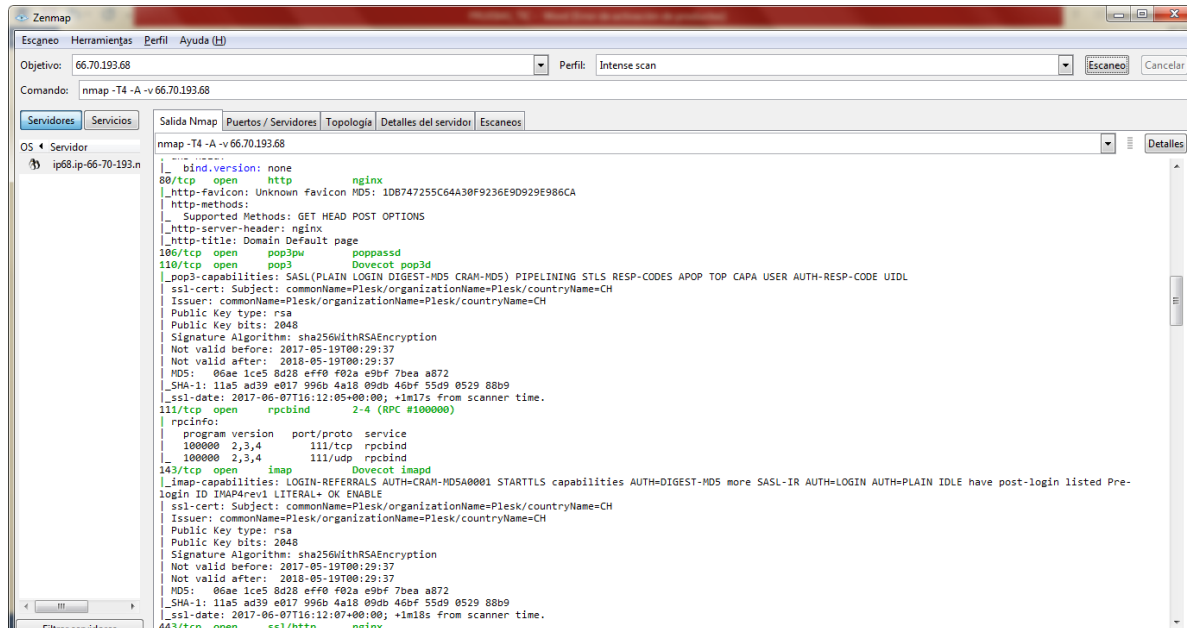 Zenmap
Escaneo Herramientas Perfil Ayuda (H)
Objetivo: 66.70.193.68 Perfil: Intense scan Escaneo Cancelar
Comando: nmap -T4 -A -v 66.70.193.68
Servidores Servicios Salida Nmap Puertos / Servidores Topología Detalles del servidor Escaneos
OS Servidor nmap -T4 -A -v 66.70.193.68 Detalles
ip68.ip-66-70-193.n
|_ bind.version: none
80/tcp open http nginx
|_http-favicon: Unknown favicon MD5: 1DB747255C64A30F9236E9D929E986CA
| http-methods:
|_ Supported Methods: GET HEAD POST OPTIONS
|_http-server-header: nginx
|_http-title: Domain Default page
106/tcp open pop3pw poppassd
110/tcp open pop3 Dovecot pop3d
|_pop3-capabilities: SASL(PLAIN LOGIN DIGEST-MD5 CRAM-MD5) PIPELINING STLS RESP-CODES APOP TOP CAPA USER AUTH-RESP-CODE UIDL
| ssl-cert: Subject: commonName=Plesk/organizationName=Plesk/countryName=CH
| Issuer: commonName=Plesk/organizationName=Plesk/countryName=CH
| Public Key type: rsa
| Public Key bits: 2048
| Signature Algorithm: sha256WithRSAEncryption
| Not valid before: 2017-05-19T00:29:37
| Not valid after: 2018-05-19T00:29:37
| MD5: 06ae 1ce5 8d28 eff0 f02a e9bf 7bea a872
|_SHA-1: 11a5 ad39 e017 996b 4a18 09db 46bf 55d9 0529 88b9
|_ssl-date: 2017-06-07T16:12:05+00:00; +1m17s from scanner time.
111/tcp open rpcbind 2-4 (RPC #100000)
| rpcinfo:
| program version port/proto service
| 100000 2,3,4 111/tcp rpcbind
|_ 100000 2,3,4 111/udp rpcbind
143/tcp open imap Dovecot imapd
|_imap-capabilities: LOGIN-REFERRALS AUTH=CRAM-MD5A0001 STARTTLS capabilities AUTH=DIGEST-MD5 more SASL-IR AUTH=LOGIN AUTH=PLAIN IDLE have post-login listed Pre-
login ID IMAP4rev1 LITERAL+ OK ENABLE
| ssl-cert: Subject: commonName=Plesk/organizationName=Plesk/countryName=CH
| Issuer: commonName=Plesk/organizationName=Plesk/countryName=CH
| Public Key type: rsa
| Public Key bits: 2048
| Signature Algorithm: sha256WithRSAEncryption
| Not valid before: 2017-05-19T00:29:37
| Not valid after: 2018-05-19T00:29:37
| MD5: 06ae 1ce5 8d28 eff0 f02a e9bf 7bea a872
|_SHA-1: 11a5 ad39 e017 996b 4a18 09db 46bf 55d9 0529 88b9
|_ssl-date: 2017-06-07T16:12:07+00:00; +1m18s from scanner time.
443/tcp open ssl/http nginx